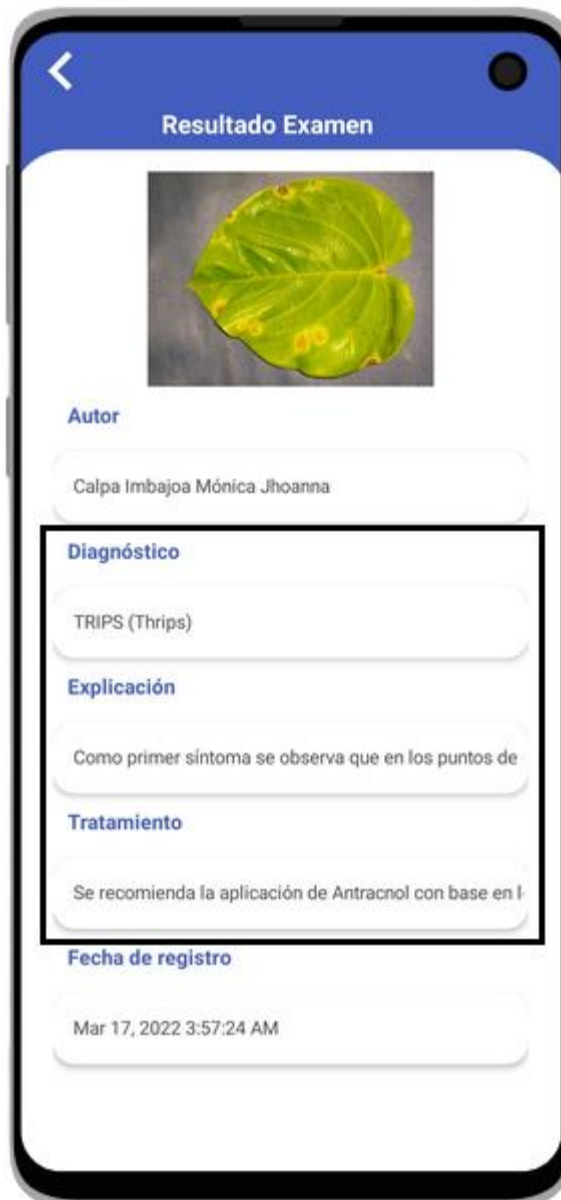 Resultado Examen
Autor
Calpa Imbajoa Mónica Jhoanna
Diagnóstico
TRIPS (Thrips)
Explicación
Como primer síntoma se observa que en los puntos de
Tratamiento
Se recomienda la aplicación de Antracnol con base en l
Fecha de registro
Mar 17, 2022 3:57:24 AM